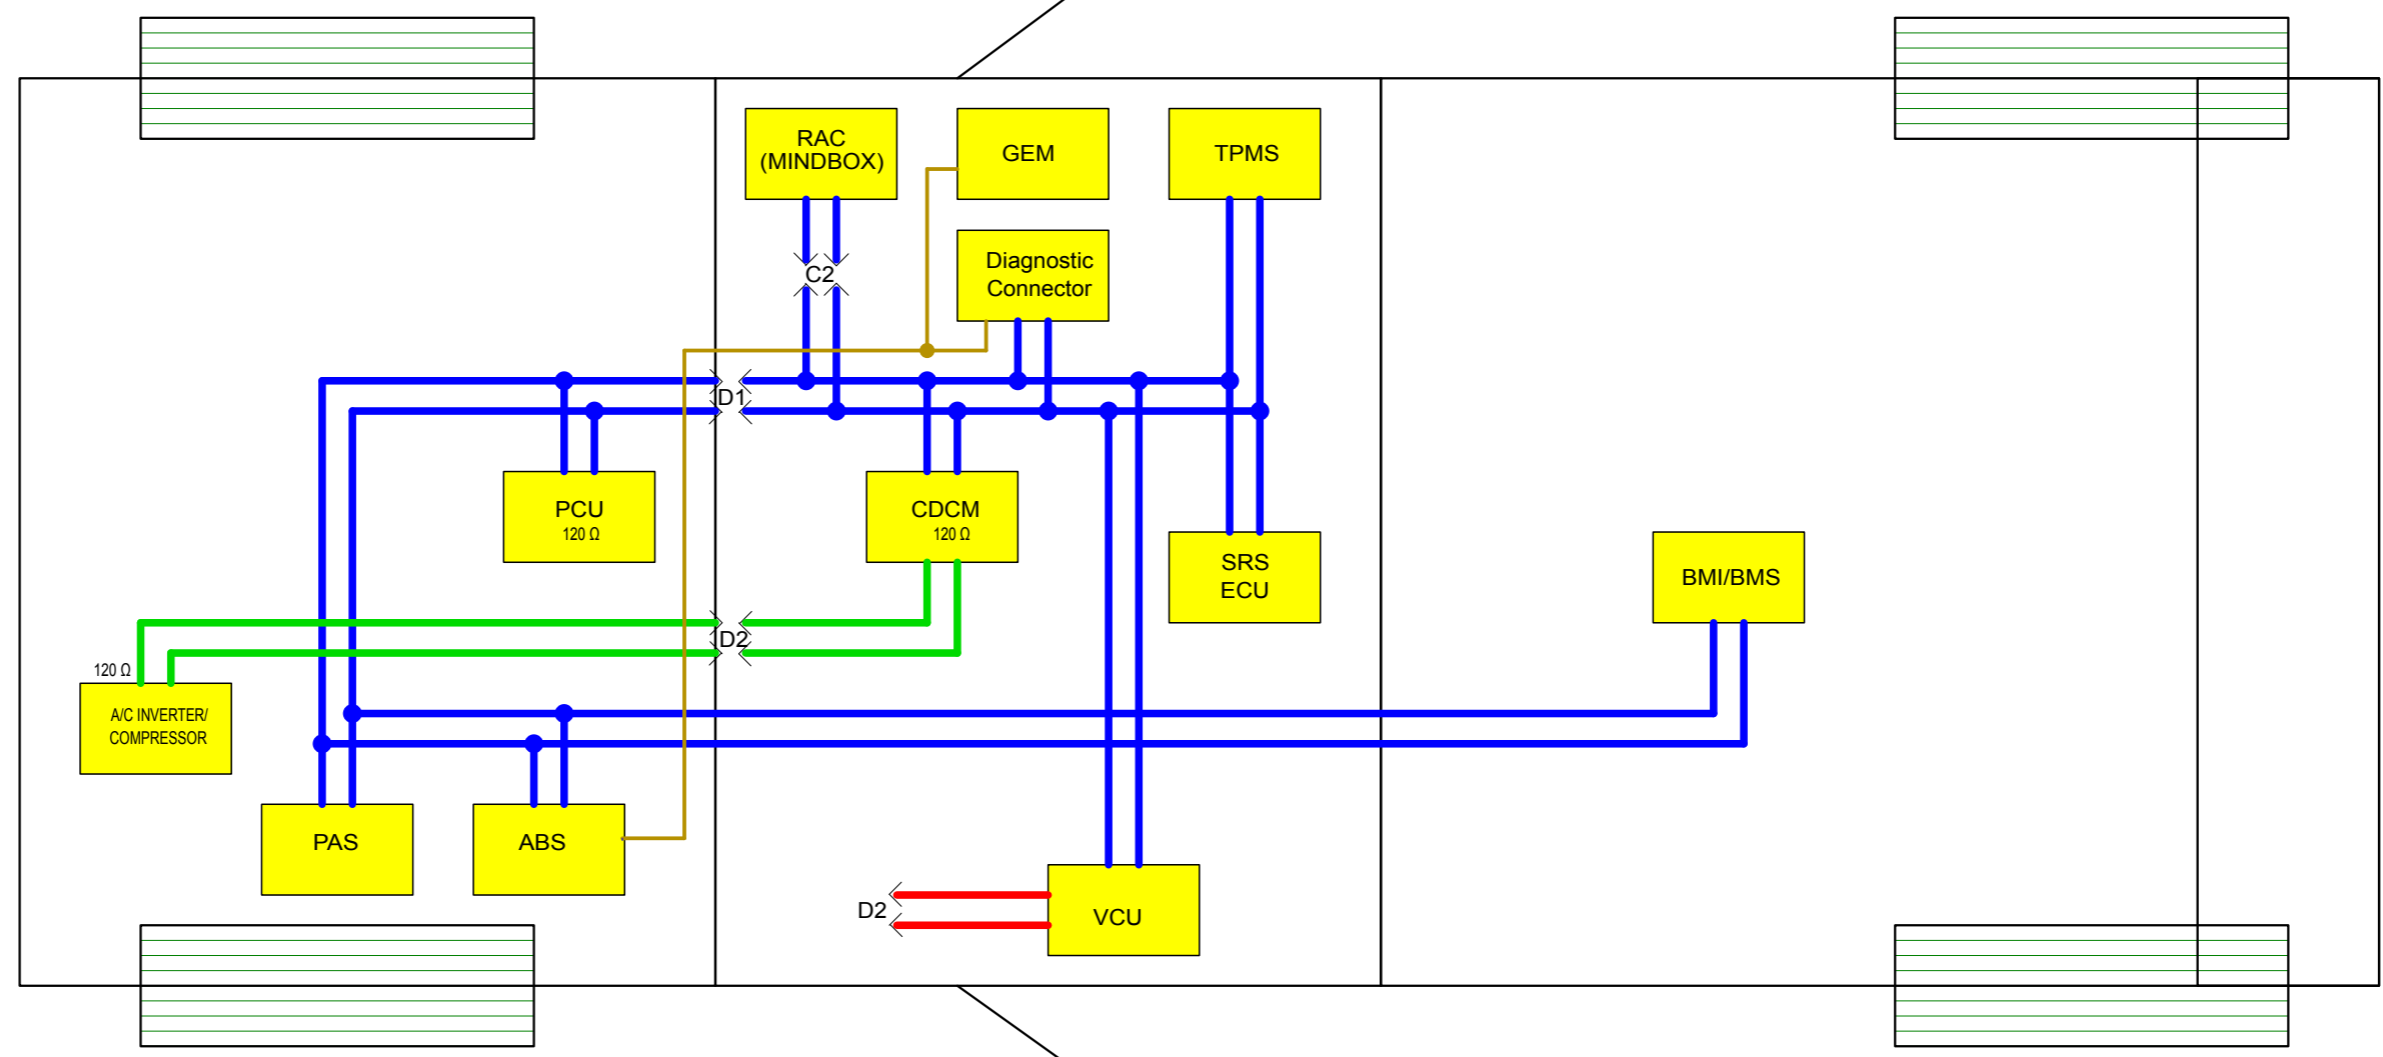 RAC
(MINDBOX)
GEM
TPMS
Diagnostic
Connector
C2
D1
PCU
120 Ω
CDCM
120 Ω
SRS
ECU
BMI/BMS
D2
120 Ω
A/C INVERTER/
COMPRESSOR
PAS
ABS
D2
VCU